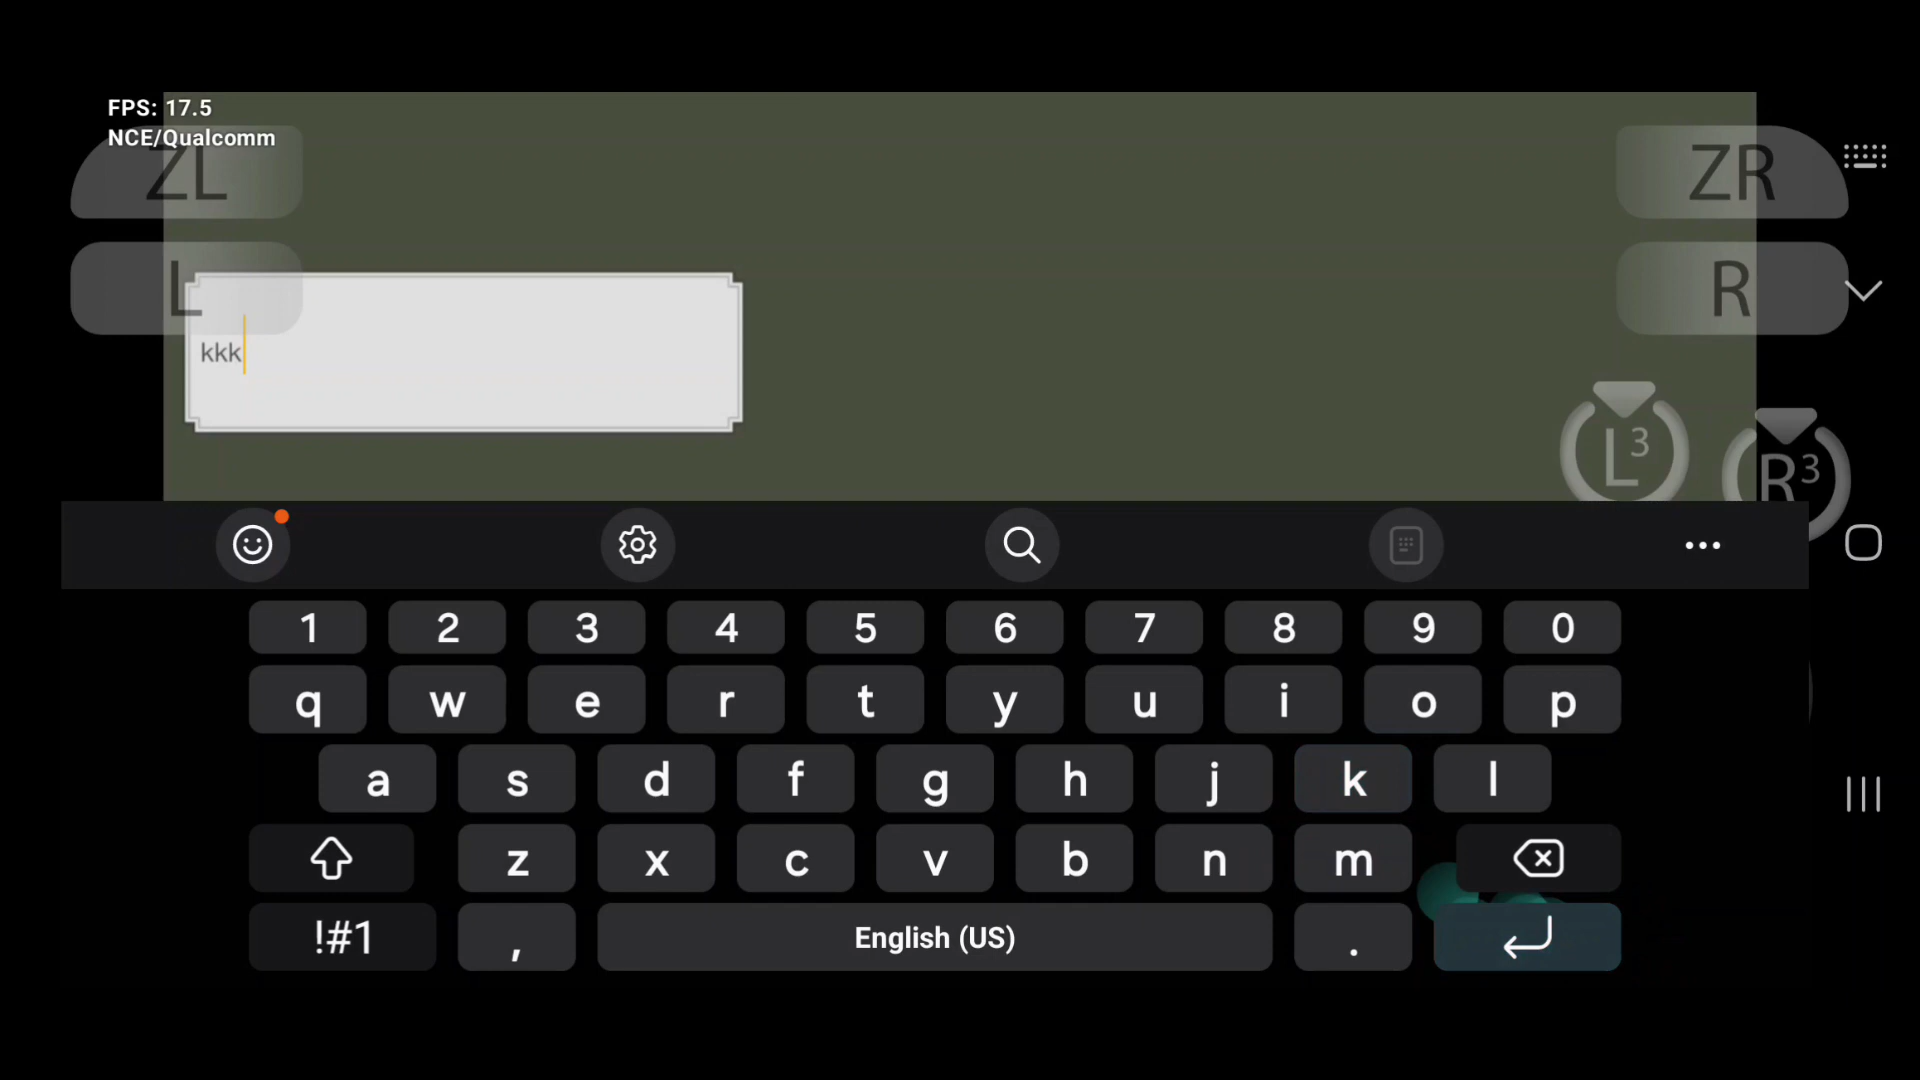 FPS: 17.5
NCE/Qualcomm
ZL
ZR
L
R
kkk
L3
R3
1 2 3 4 5 6 7 8 9 0
q w e r t y u i o p
a s d f g h j k l
z x c v b n m
!#1 , English (US) .